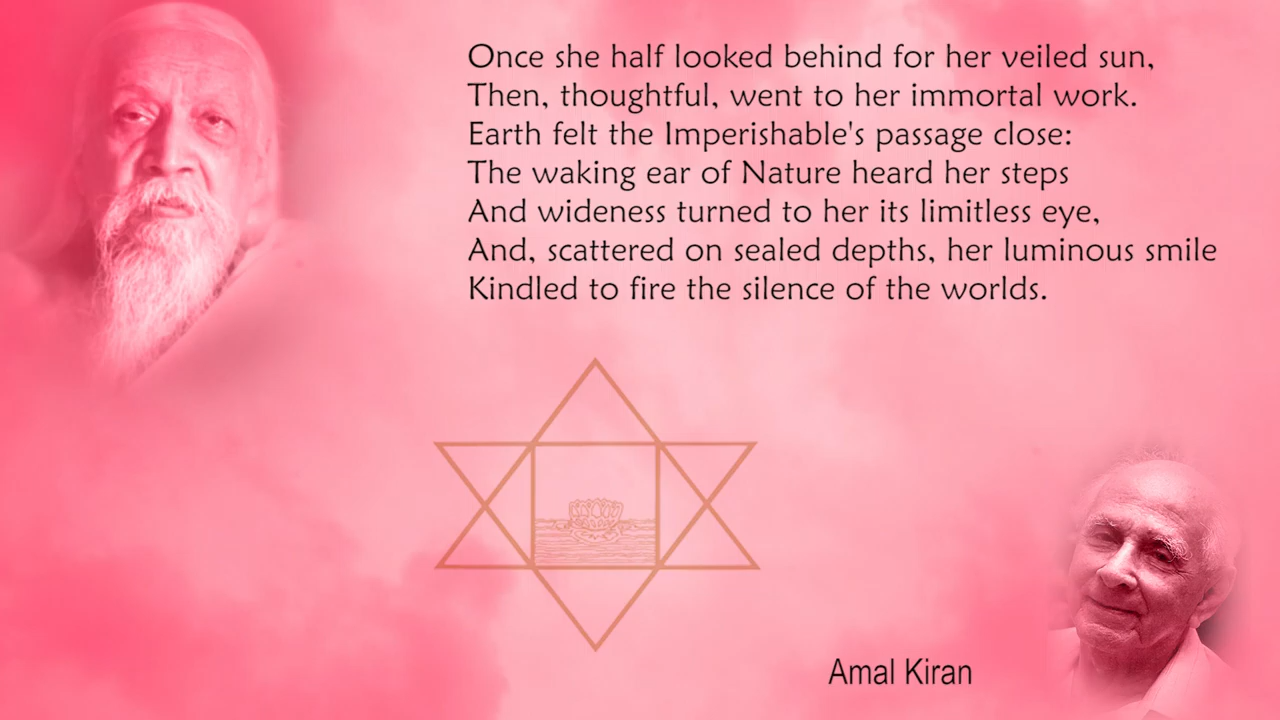 Once she half looked behind for her veiled sun,
Then, thoughtful, went to her immortal work.
Earth felt the Imperishable's passage close:
The waking ear of Nature heard her steps
And wideness turned to her its limitless eye,
And, scattered on sealed depths, her luminous smile
Kindled to fire the silence of the worlds.
Amal Kiran